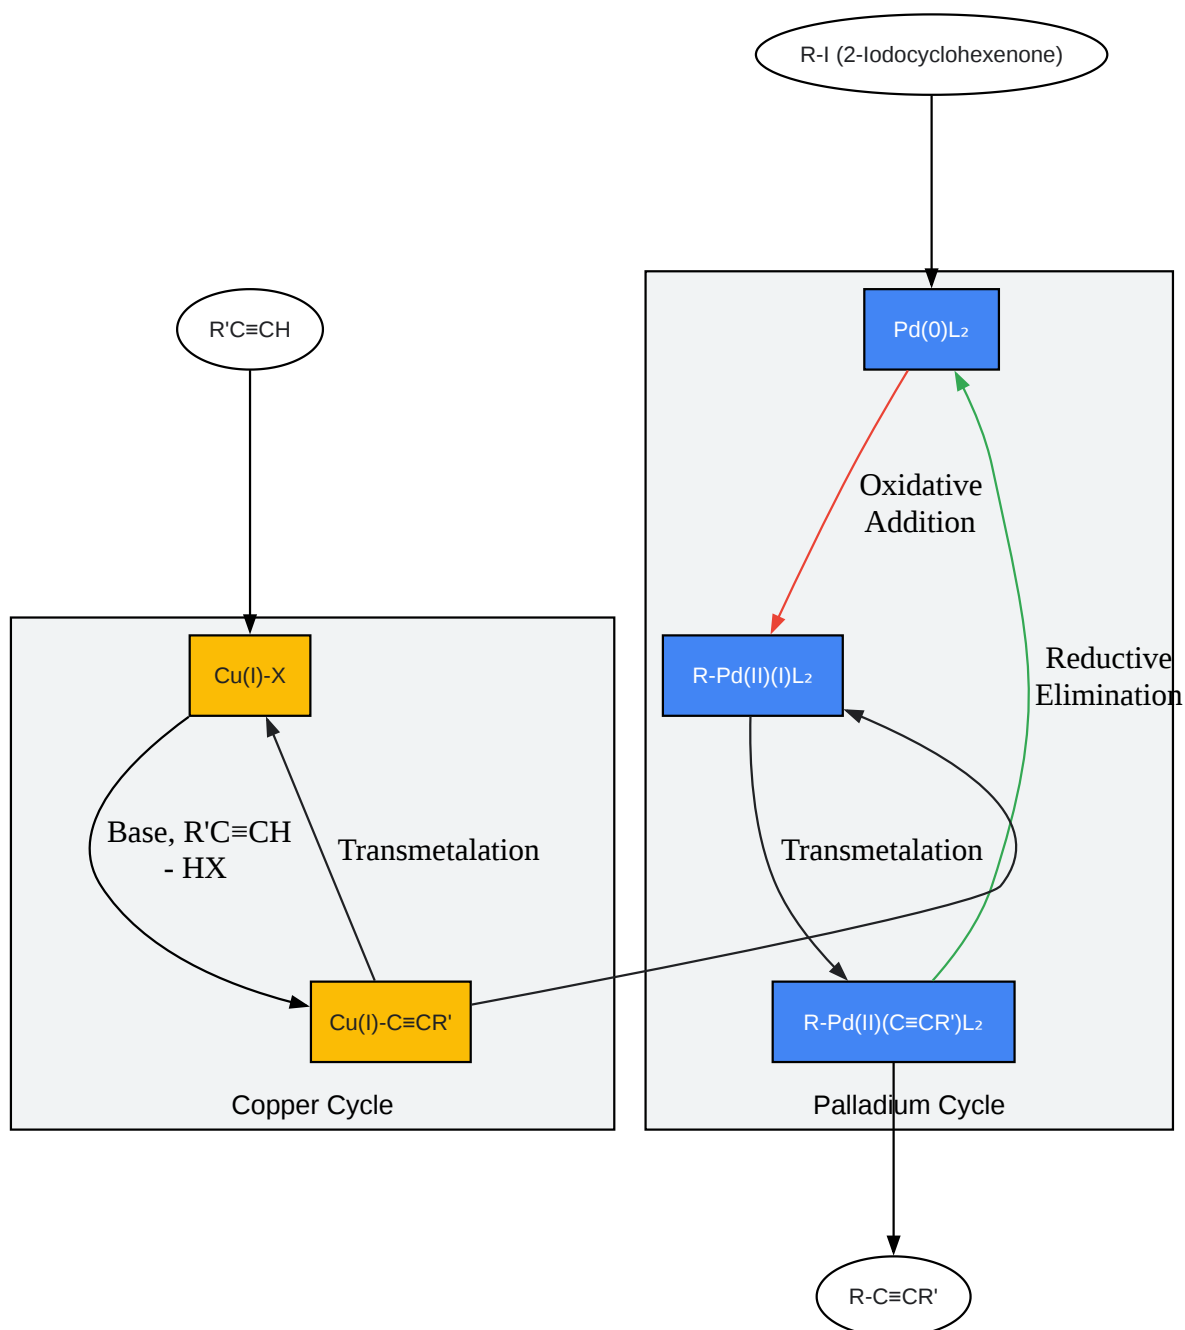 R-I (2-Iodocyclohexenone)
R'C≡CH
Pd(0)L₂
Oxidative
Addition
Cu(I)-X
R-Pd(II)(I)L₂
Reductive
Elimination
Base, R'C≡CH
- HX
Transmetalation
Transmetalation
Cu(I)-C≡CR'
R-Pd(II)(C≡CR')L₂
Copper Cycle
Palladium Cycle
R-C≡CR'